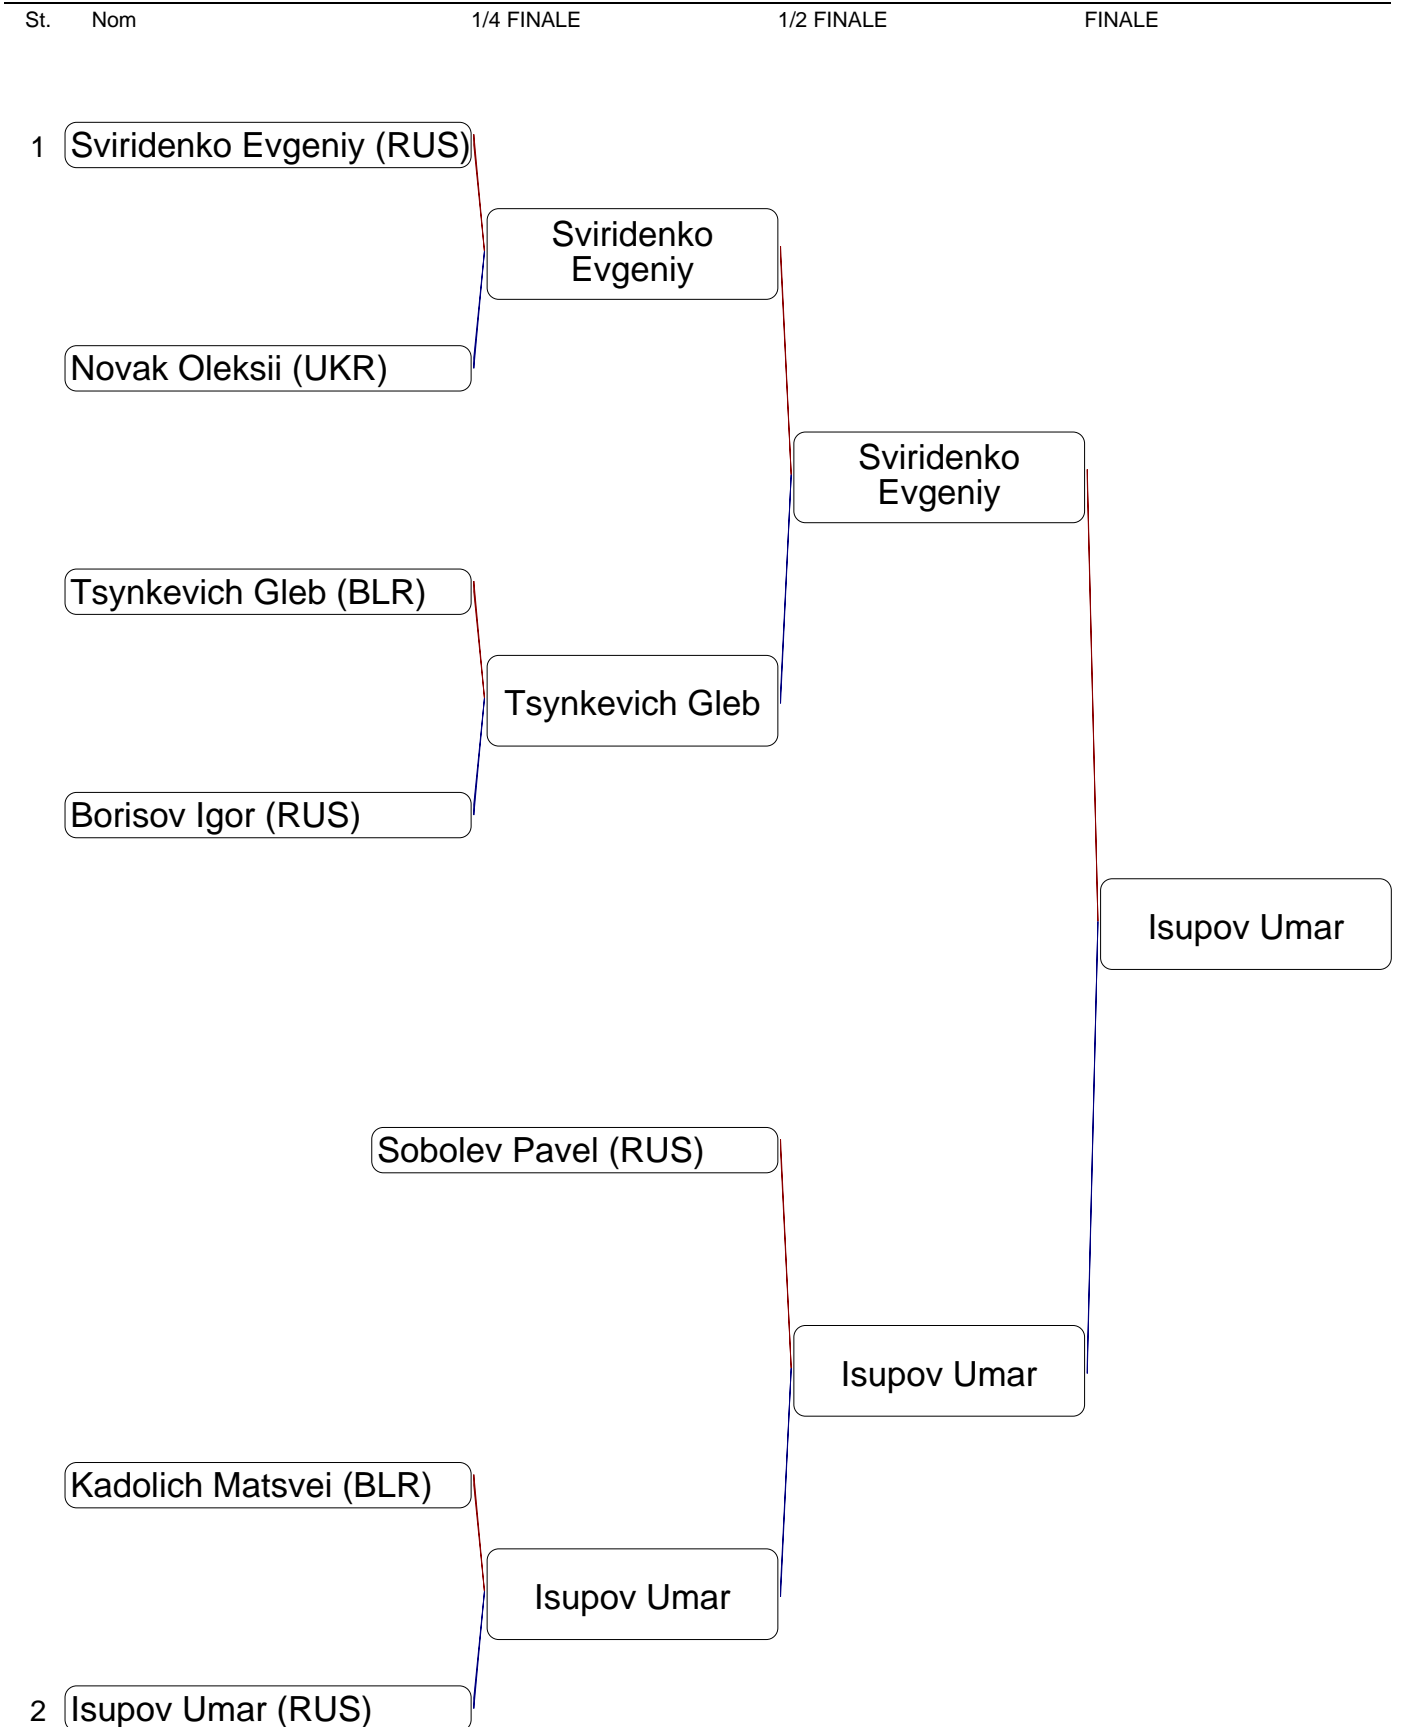 St. Nom 1/4 FINALE 1/2 FINALE FINALE
1 Sviridenko Evgeniy (RUS)
Sviridenko
Evgeniy
Novak Oleksii (UKR)
Sviridenko
Evgeniy
Tsynkevich Gleb (BLR)
Tsynkevich Gleb
Borisov Igor (RUS)
Isupov Umar
Sobolev Pavel (RUS)
Isupov Umar
Kadolich Matsvei (BLR)
Isupov Umar
2 Isupov Umar (RUS)